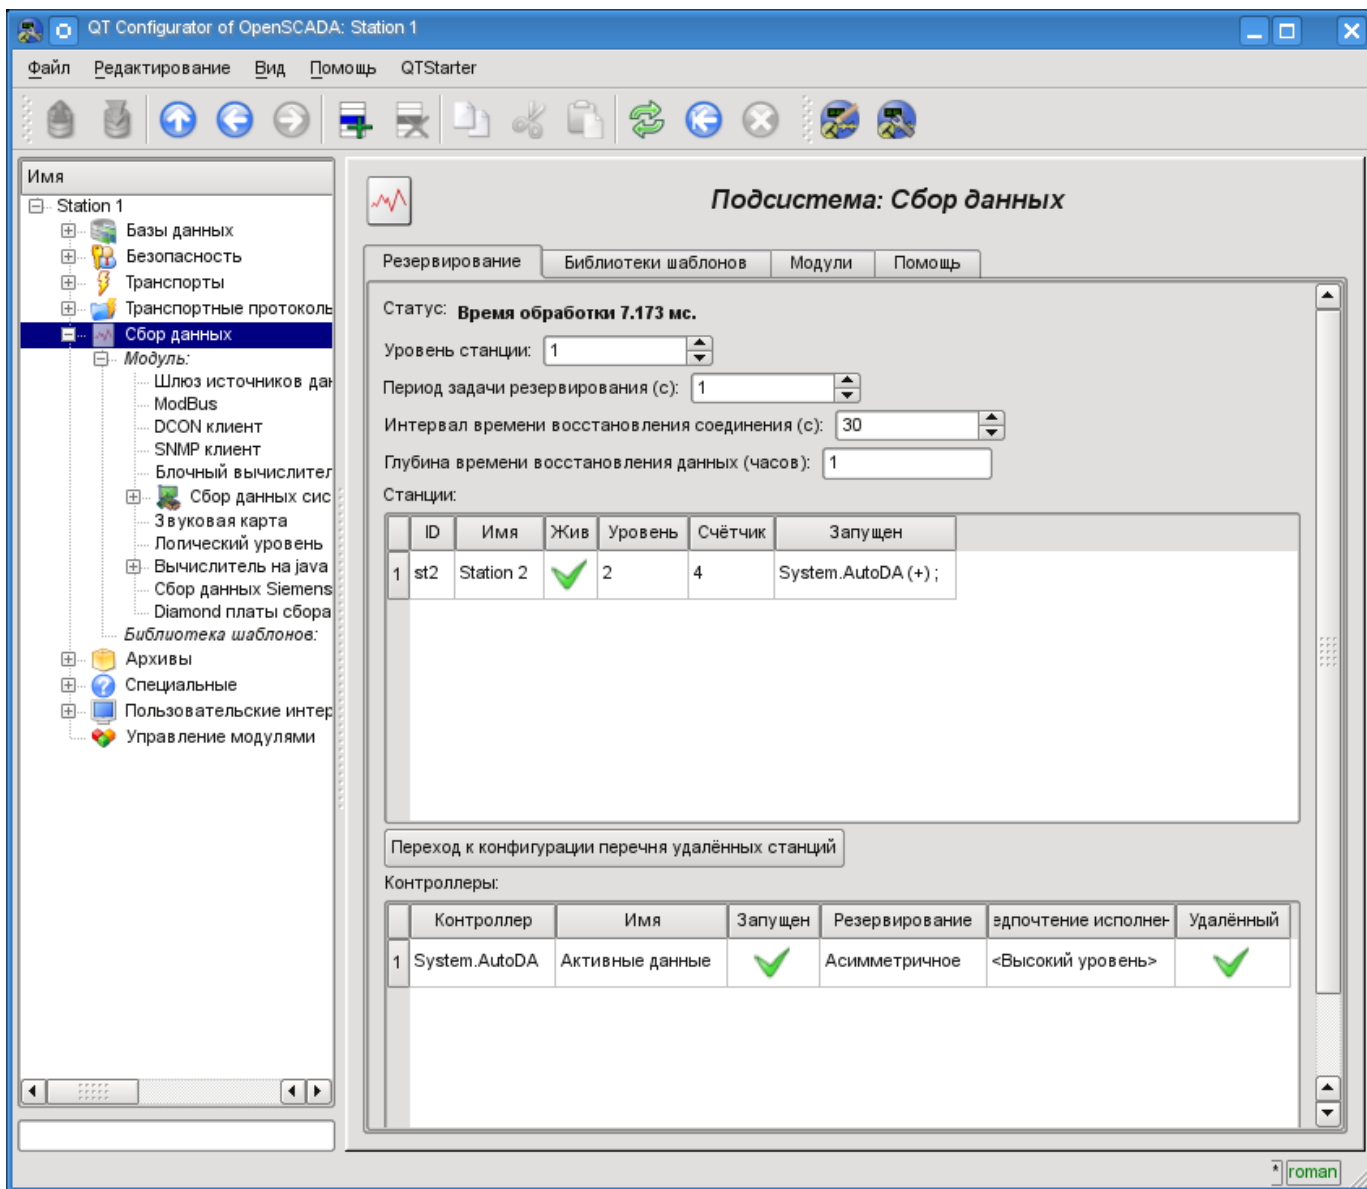 QT Configurator of OpenSCADA: Station 1
Файл Редактирование Вид Помощь QTStarter
Имя
Station 1
Базы данных
Безопасность
Транспорты
Транспортные протоколь
Сбор данных
Модуль:
Шлюз источников дан
ModBus
DCON клиент
SNMP клиент
Блочный вычислител
Сбор данных сис
Звуковая карта
Логический уровень
Вычислитель на java
Сбор данных Siemens
Diamond платы сбора
Библиотека шаблонов:
Архивы
Специальные
Пользовательские интер
Управление модулями
Подсистема: Сбор данных
Резервирование Библиотеки шаблонов Модули Помощь
Статус: Время обработки 7.173 мс.
Уровень станции: 1
Период задачи резервирования (с): 1
Интервал времени восстановления соединения (с): 30
Глубина времени восстановления данных (часов): 1
Станции:
ID Имя Жив Уровень Счётчик Запущен
1 st2 Station 2 2 4 System.AutoDA (+) ;
Переход к конфигурации перечня удалённых станций
Контроллеры:
Контроллер Имя Запущен Резервирование едпочтение исполнен Удалённый
1 System.AutoDA Активные данные Асимметричное <Высокий уровень>
* roman